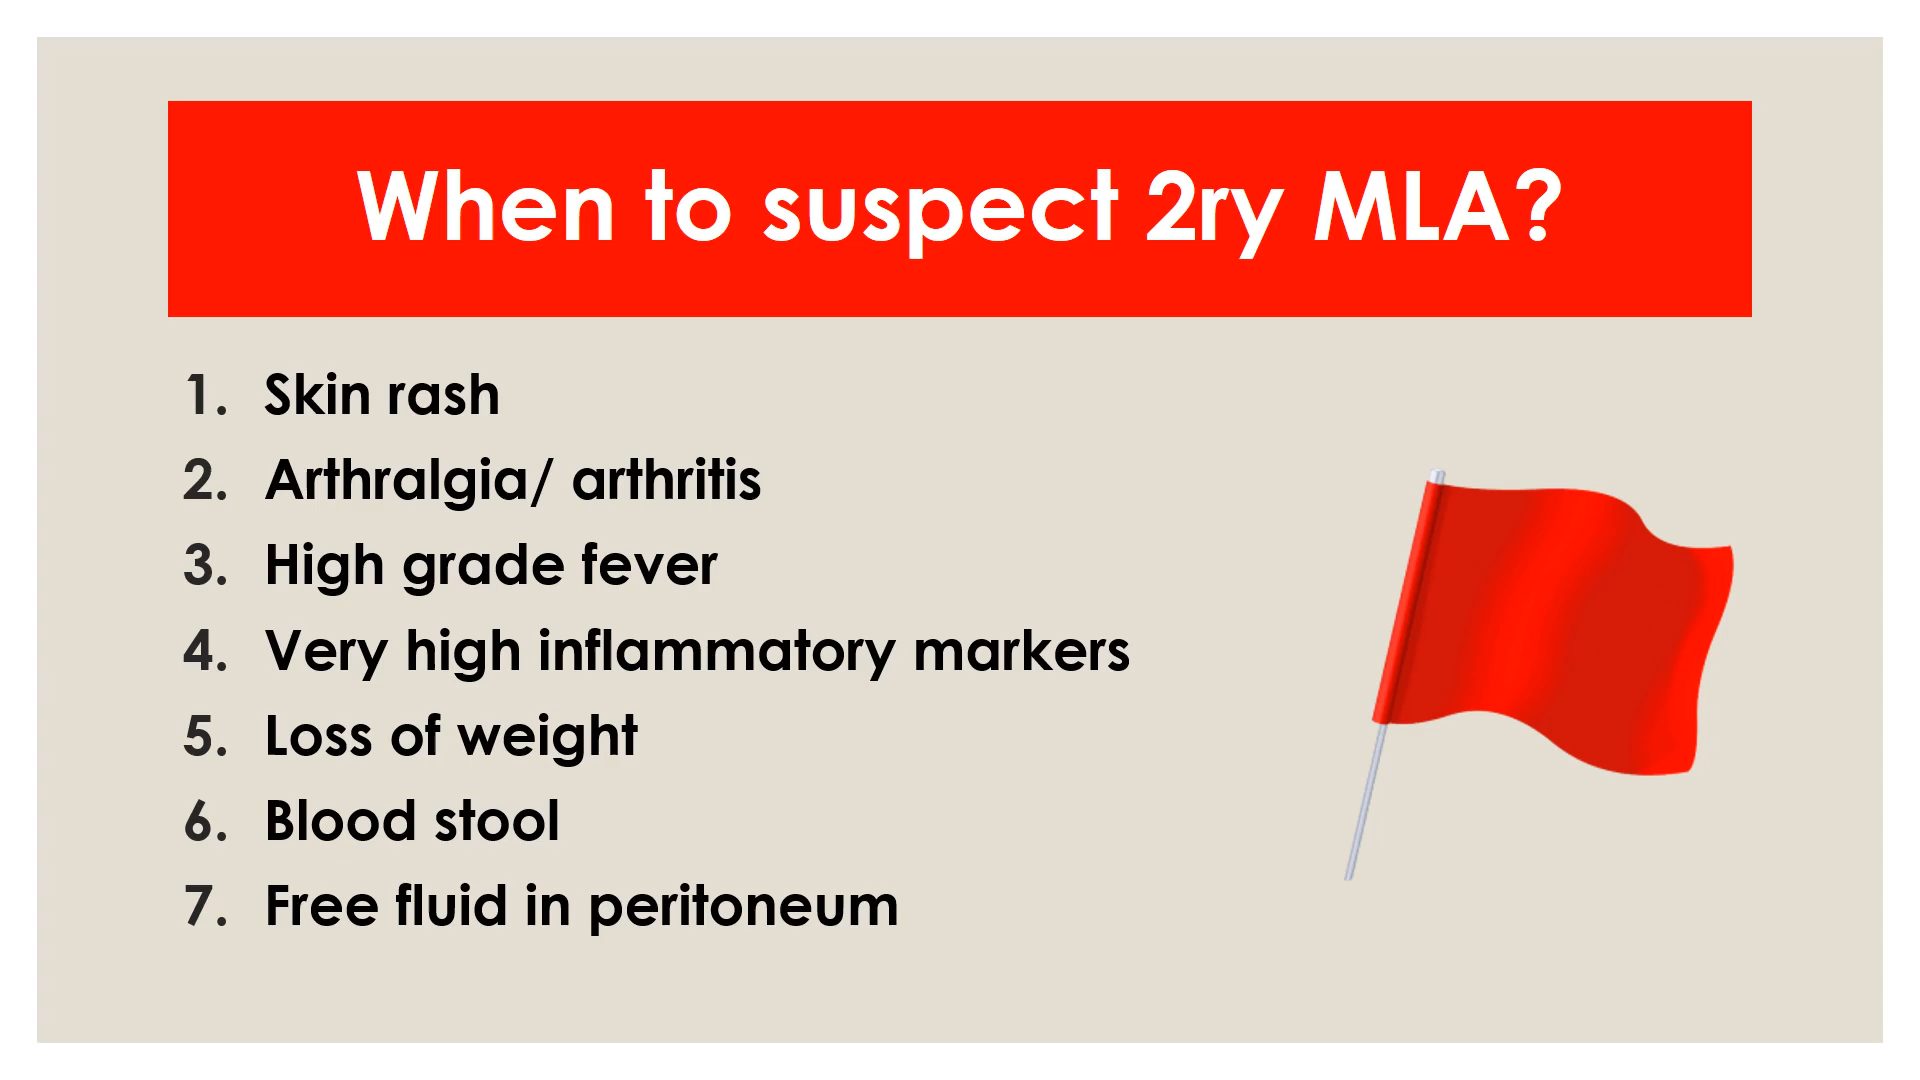 When to suspect 2ry MLA?
1. Skin rash
2. Arthralgia/ arthritis
3. High grade fever
4. Very high inflammatory markers
5. Loss of weight
6. Blood stool
7. Free fluid in peritoneum